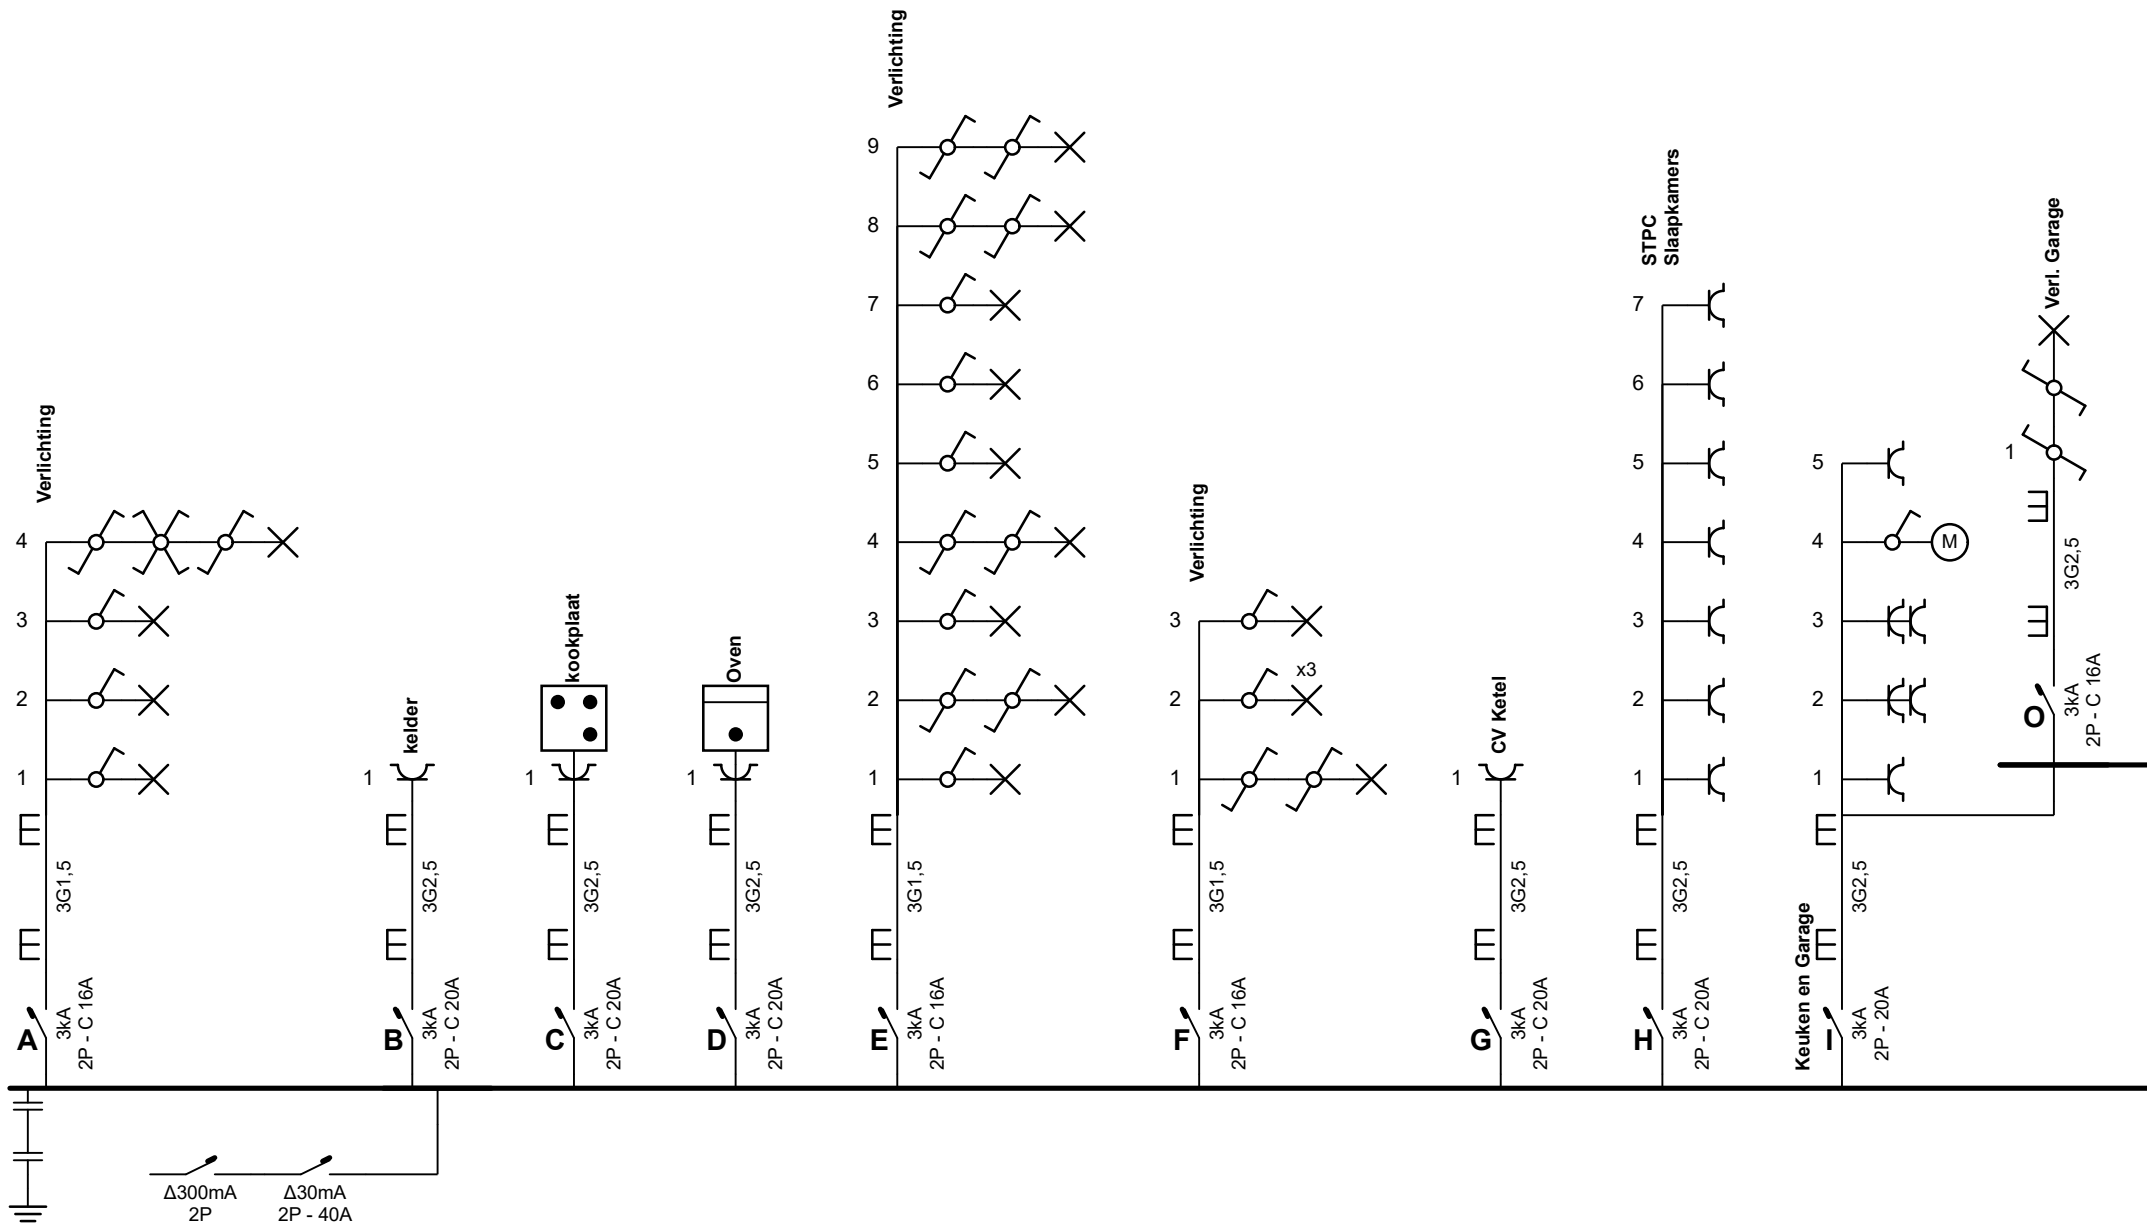 Verlichting
4
3
2
1
3G1,5
A
3kA
2P - C 16A
kelder
1
3G2,5
B
3kA
2P - C 20A
kookplaat
1
3G2,5
C
3kA
2P - C 20A
Oven
1
3G2,5
D
3kA
2P - C 20A
Verlichting
9
8
7
6
5
4
3
2
1
3G1,5
E
3kA
2P - C 16A
Verlichting
3
x3
2
1
3G1,5
F
3kA
2P - C 16A
CV Ketel
1
3G2,5
G
3kA
2P - C 20A
STPC
Slaapkamers
7
6
5
4
3
2
1
3G2,5
H
3kA
2P - C 20A
5
4
M
3
2
1
3G2,5
Keuken en Garage
I
3kA
2P - 20A
Verl. Garage
1
3G2,5
O
3kA
2P - C 16A
Δ300mA
2P
Δ30mA
2P - 40A